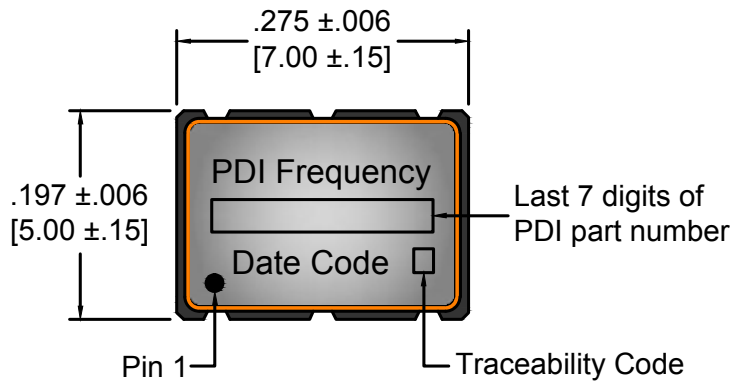 .275 ±.006
[7.00 ±.15]
.197 ±.006
[5.00 ±.15]
PDI Frequency
Last 7 digits of
PDI part number
Date Code
Pin 1
Traceability Code